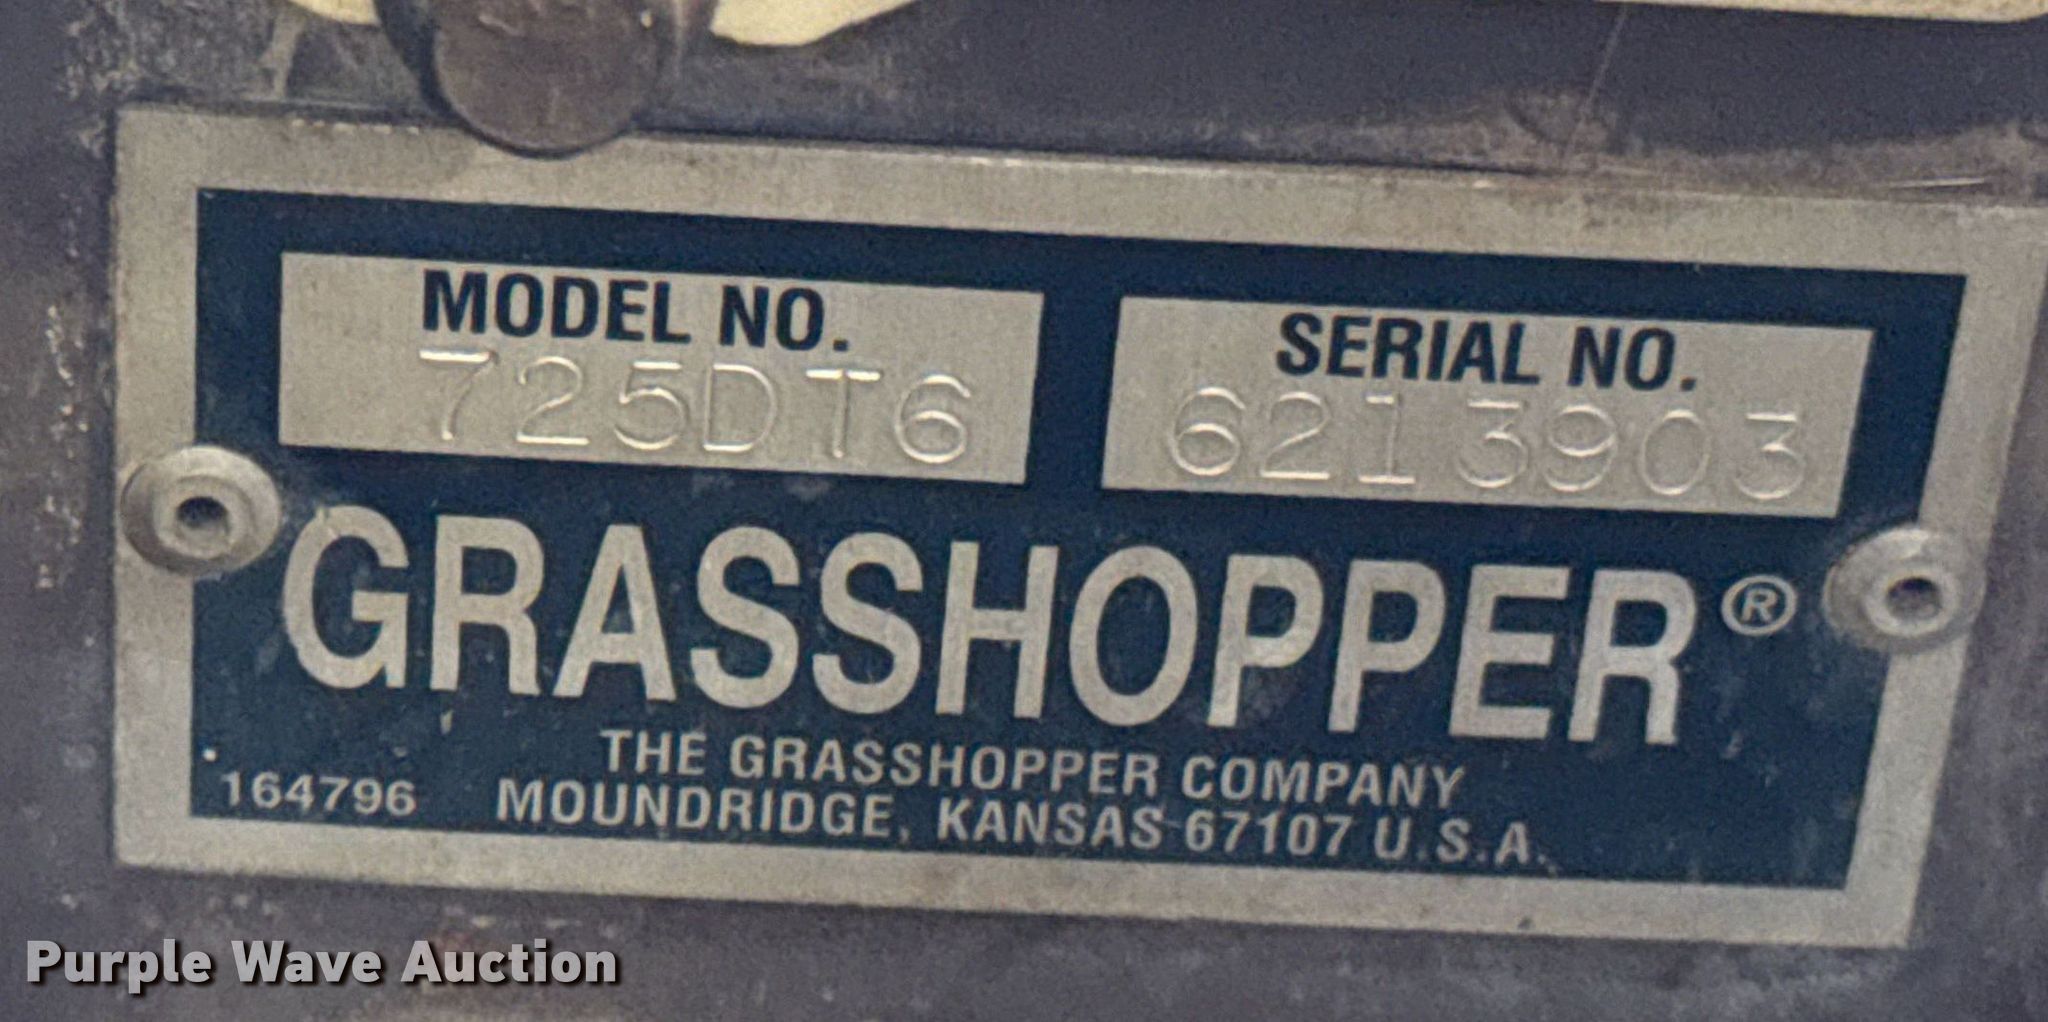 MODEL NO.
725DT6
SERIAL NO.
6213903
GRASSHOPPER®
THE GRASSHOPPER COMPANY
164796 MOUNDRIDGE, KANSAS 67107 U.S.A.
Purple Wave Auction